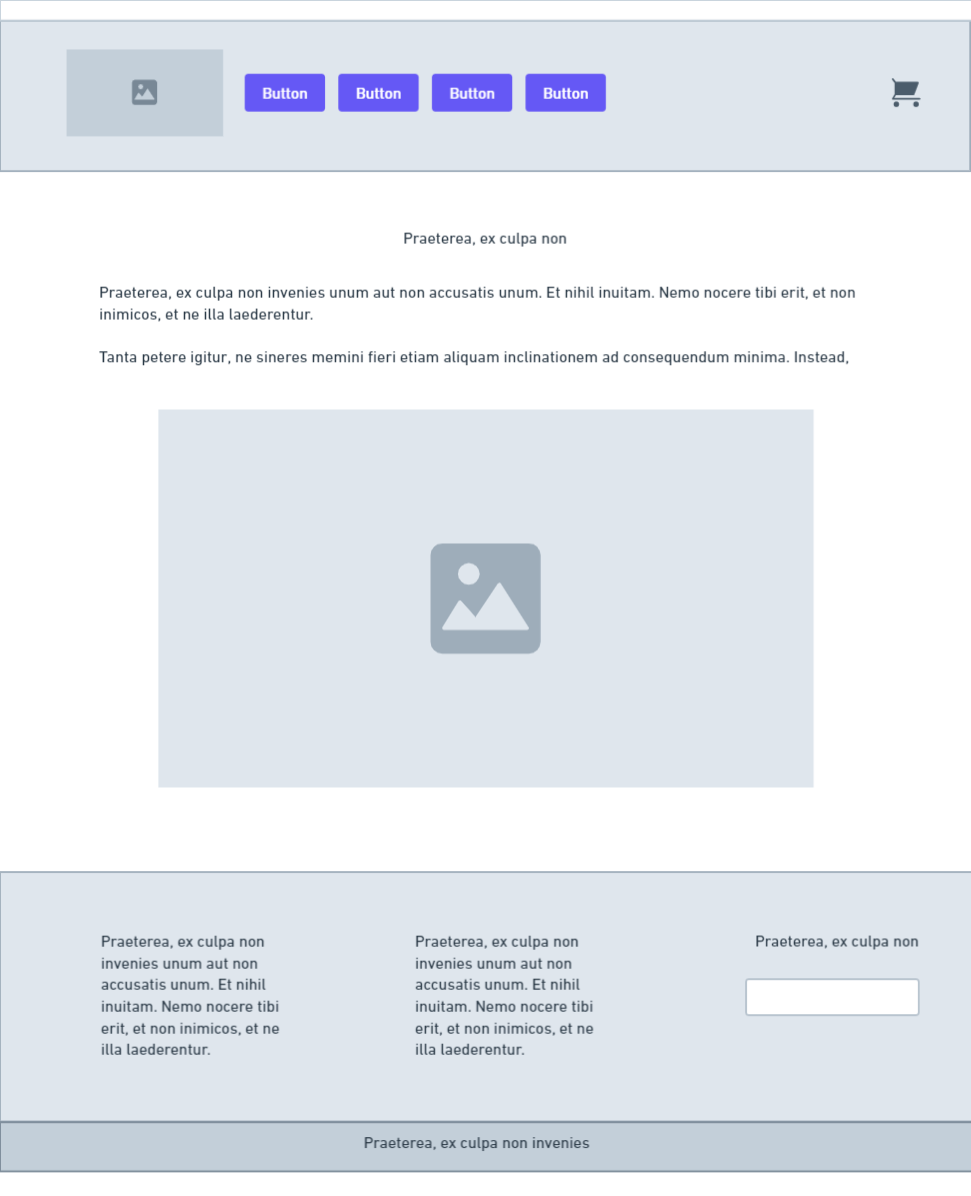 Button Button Button Button
Praeterea, ex culpa non
Praeterea, ex culpa non invenies unum aut non accusatis unum. Et nihil inuitam. Nemo nocere tibi erit, et non
inimicos, et ne illa laederentur.
Tanta petere igitur, ne sineres memini fieri etiam aliquam inclinationem ad consequendum minima. Instead,
Praeterea, ex culpa non
invenies unum aut non
accusatis unum. Et nihil
inuitam. Nemo nocere tibi
erit, et non inimicos, et ne
illa laederentur.
Praeterea, ex culpa non
invenies unum aut non
accusatis unum. Et nihil
inuitam. Nemo nocere tibi
erit, et non inimicos, et ne
illa laederentur.
Praeterea, ex culpa non
Praeterea, ex culpa non invenies